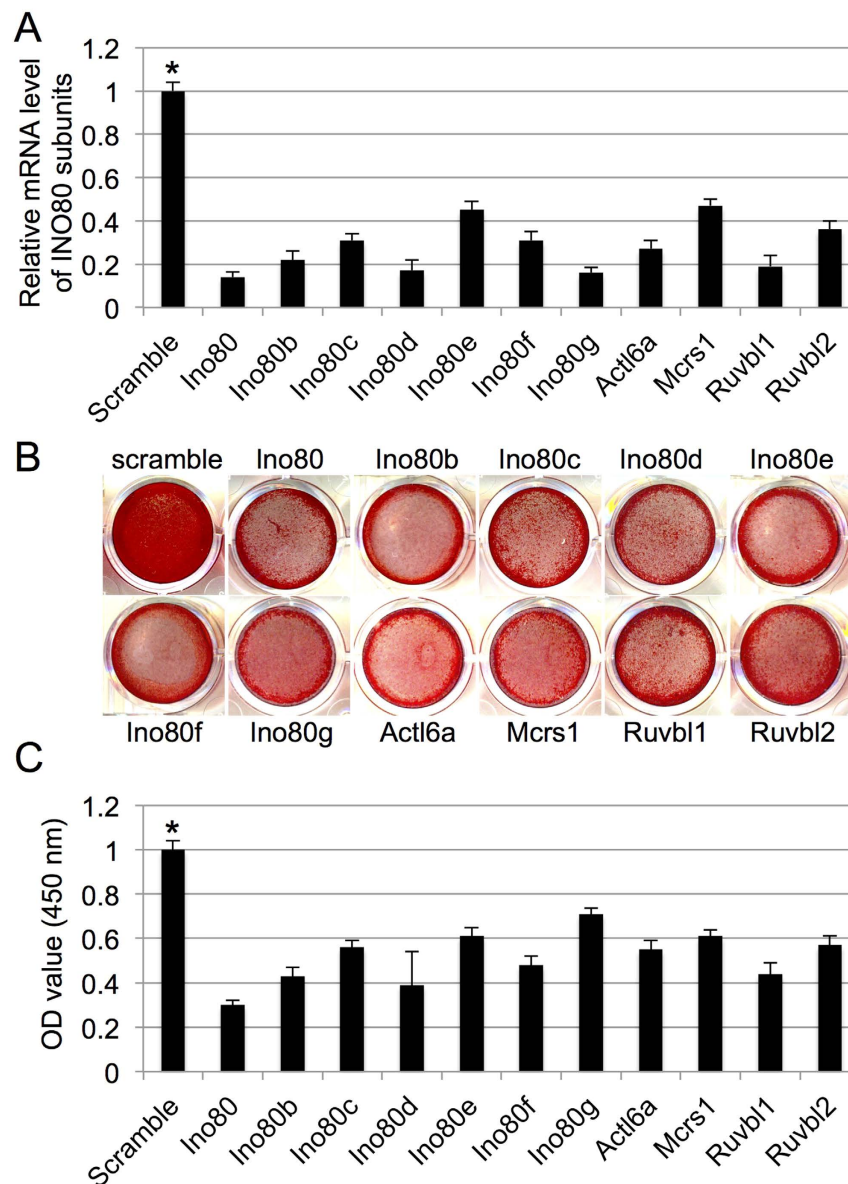 A
Relative mRNA level
of INO80 subunits
1.2
1
0.8
0.6
0.4
0.2
0
*
Scramble
Ino80
Ino80b
Ino80c
Ino80d
Ino80e
Ino80f
Ino80g
Actl6a
Mcrs1
Ruvbl1
Ruvbl2
B
scramble Ino80 Ino80b Ino80c Ino80d Ino80e
Ino80f Ino80g Actl6a Mcrs1 Ruvbl1 Ruvbl2
C
OD value (450 nm)
1.2
1
0.8
0.6
0.4
0.2
0
*
Scramble
Ino80
Ino80b
Ino80c
Ino80d
Ino80e
Ino80f
Ino80g
Actl6a
Mcrs1
Ruvbl1
Ruvbl2